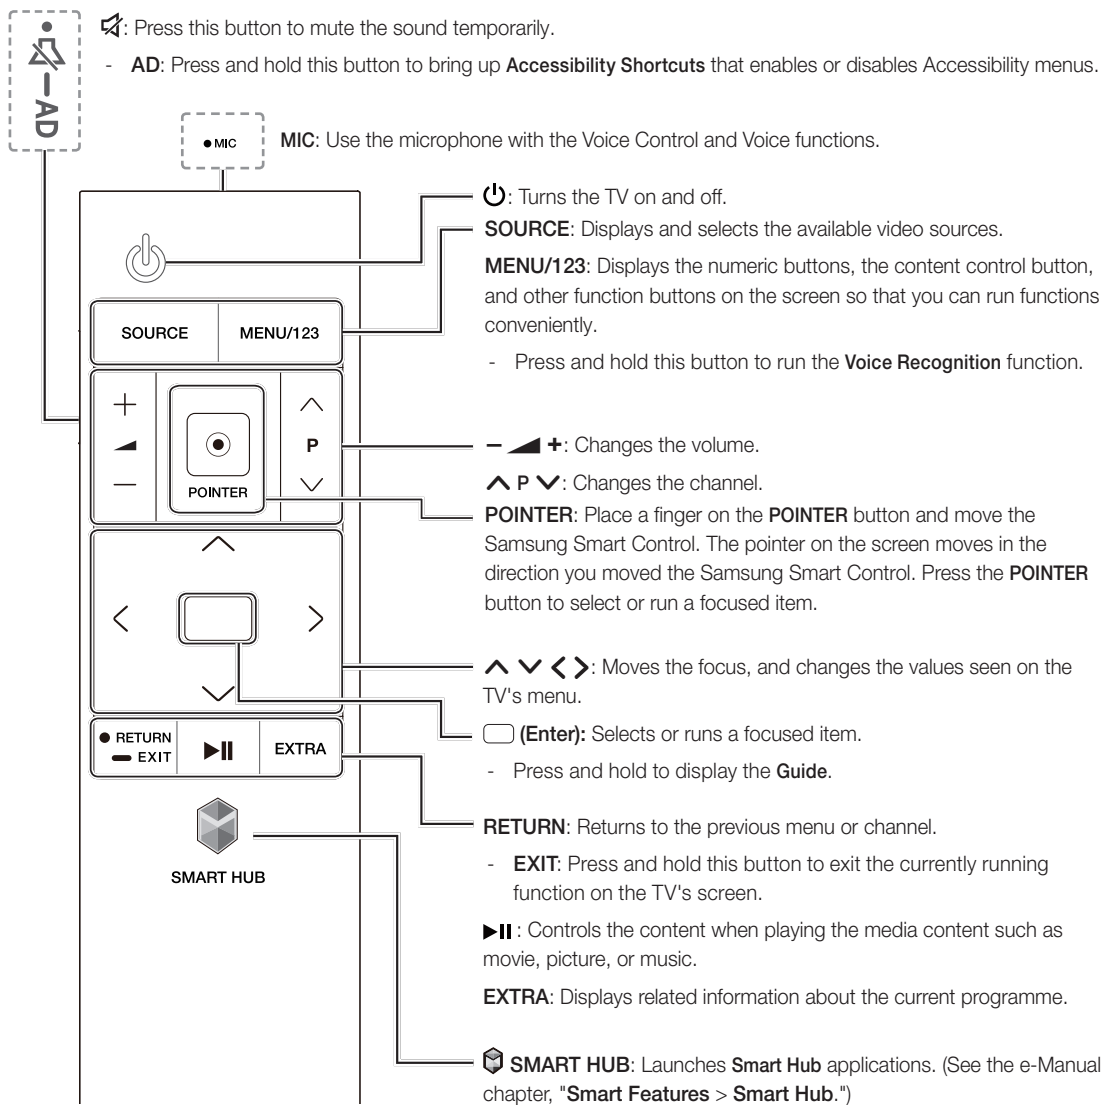 : Press this button to mute the sound temporarily.
- AD: Press and hold this button to bring up Accessibility Shortcuts that enables or disables Accessibility menus.
AD
MIC
MIC: Use the microphone with the Voice Control and Voice functions.
: Turns the TV on and off.
SOURCE: Displays and selects the available video sources.
MENU/123: Displays the numeric buttons, the content control button,
and other function buttons on the screen so that you can run functions
conveniently.
- Press and hold this button to run the Voice Recognition function.
SOURCE
MENU/123
P
POINTER
− +: Changes the volume.
P : Changes the channel.
POINTER: Place a finger on the POINTER button and move the
Samsung Smart Control. The pointer on the screen moves in the
direction you moved the Samsung Smart Control. Press the POINTER
button to select or run a focused item.
: Moves the focus, and changes the values seen on the
TV's menu.
(Enter): Selects or runs a focused item.
- Press and hold to display the Guide.
RETURN
EXIT
EXTRA
RETURN: Returns to the previous menu or channel.
- EXIT: Press and hold this button to exit the currently running
function on the TV's screen.
: Controls the content when playing the media content such as
movie, picture, or music.
EXTRA: Displays related information about the current programme.
SMART HUB
SMART HUB: Launches Smart Hub applications. (See the e-Manual
chapter, "Smart Features > Smart Hub.")